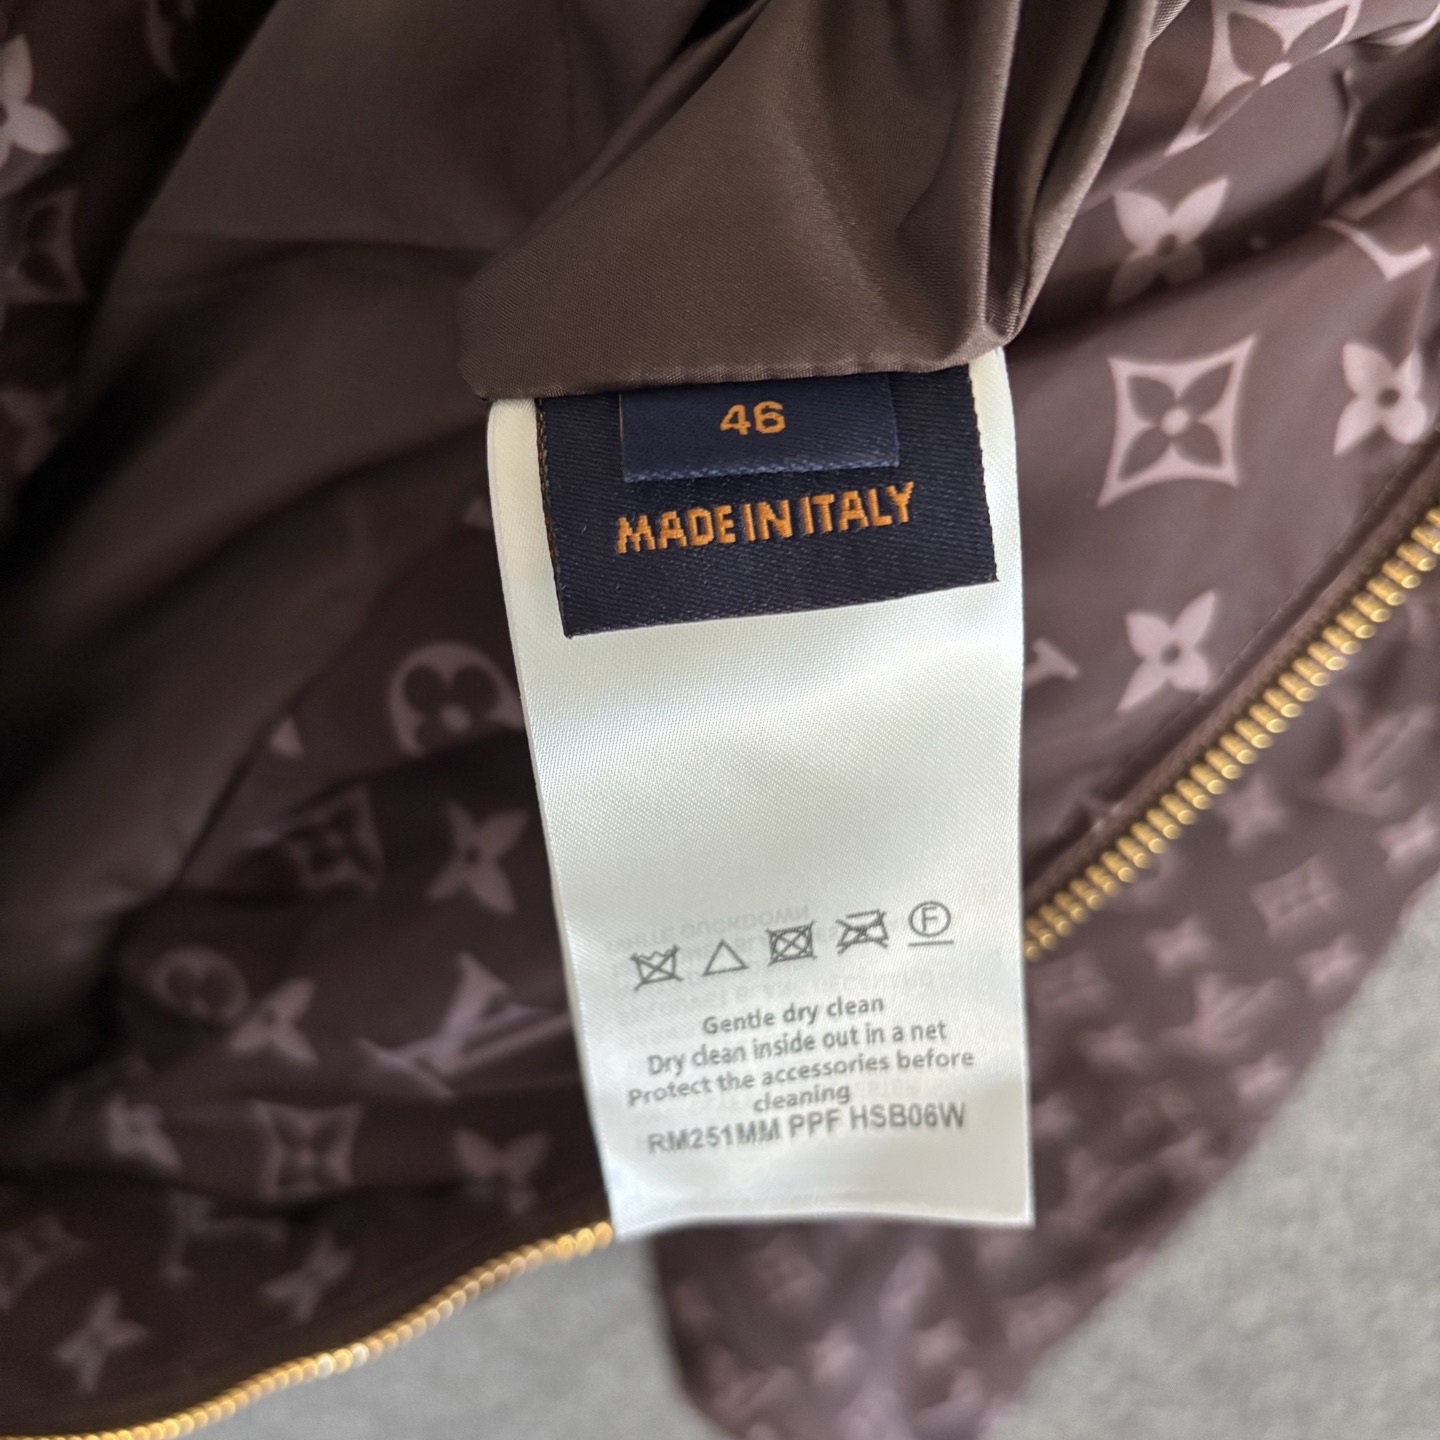 46
MADE IN ITALY
F
Gentle dry clean
Dry clean inside out in a net
Protect the accessories before
cleaning
RM251MM PPF HSB06W